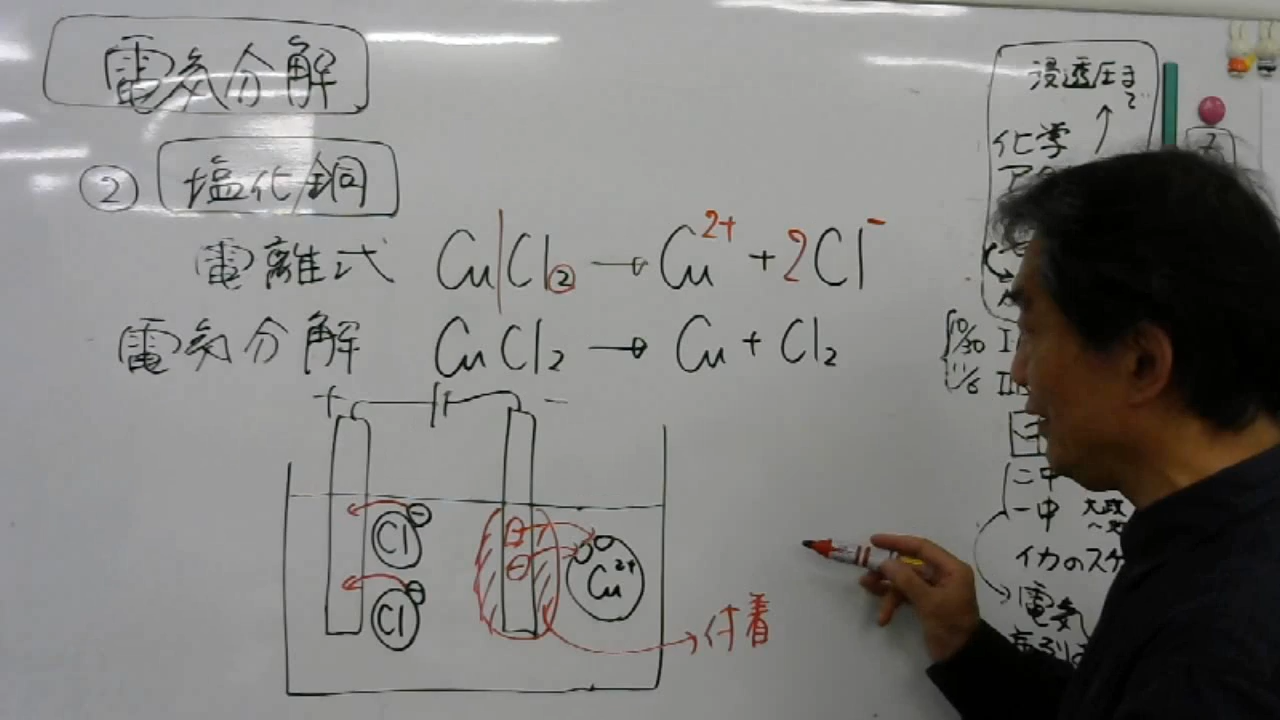 電気分解
② 塩化銅
電離式 CuCl₂ → Cu²⁺ + 2Cl⁻
電気分解 CuCl₂ → Cu + Cl₂
+ −
Cl⁻
Cl⁻
⊖
⊖
Cu²⁺
付着
浸透圧まで
化学
10/30 I
11/6
二中
一中
イカのスケ
電気